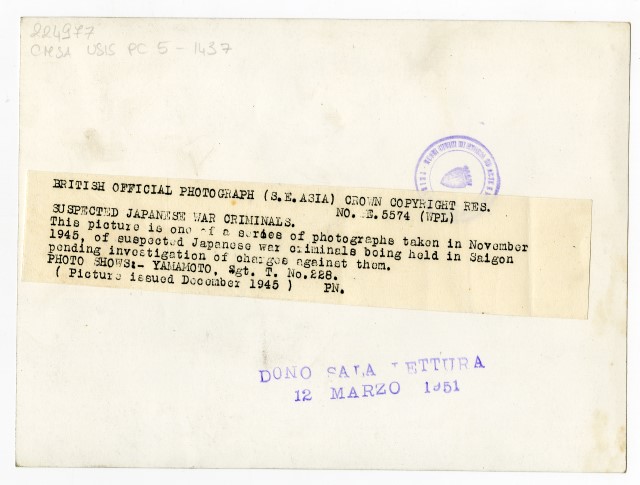 224977
CMSA USIS PC 5 - 1437
BRITISH OFFICIAL PHOTOGRAPH (S.E.ASIA) CROWN COPYRIGHT RES.
NO. SE.5574 (WPL)
SUSPECTED JAPANESE WAR CRIMINALS.
This picture is one of a series of photographs taken in November
1945, of suspected Japanese war criminals being held in Saigon
pending investigation of charges against them.
PHOTO SHOWS:- YAMAMOTO, Sgt. T. No.228.
( Picture issued December 1945 ) PN.
DONO SALA LETTURA
12 MARZO 1951